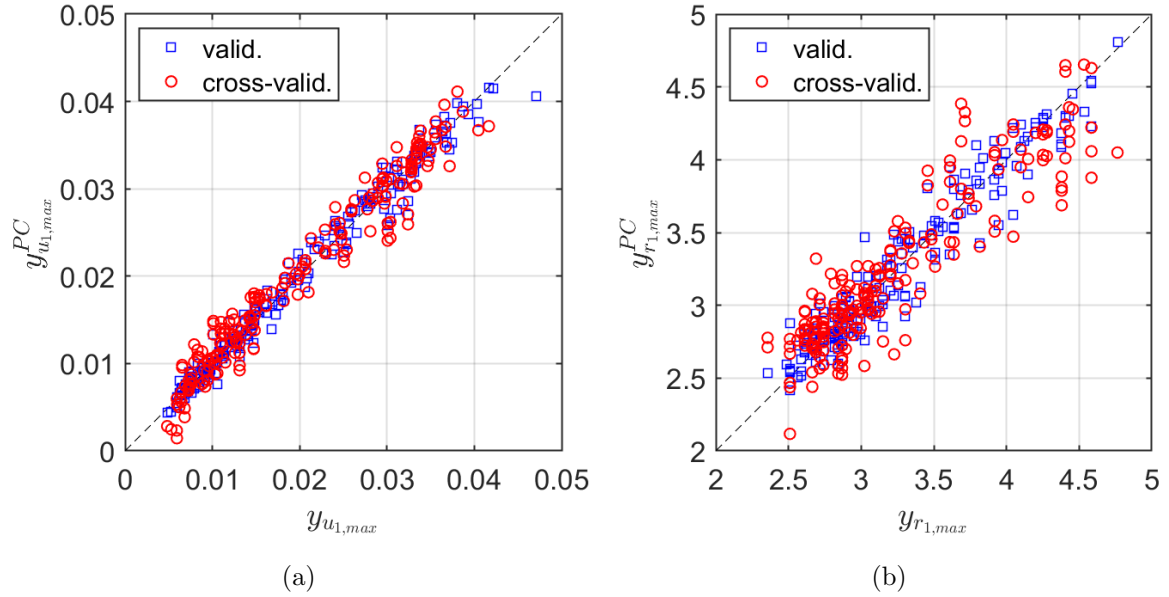 0.05
0.04
0.03
0.02
0.01
0
0 0.01 0.02 0.03 0.04 0.05
y^{PC}_{u_{1,max}}
y_{u_{1,max}}
valid.
cross-valid.
(a)
5
4.5
4
3.5
3
2.5
2
2 2.5 3 3.5 4 4.5 5
y^{PC}_{r_{1,max}}
y_{r_{1,max}}
valid.
cross-valid.
(b)